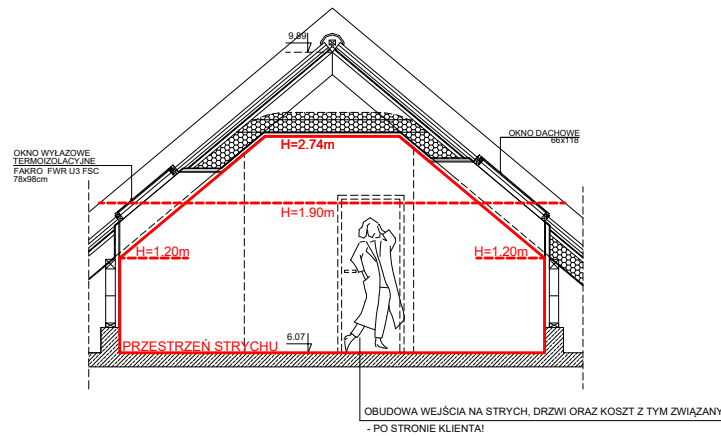 9,89
H=2.74m
OKNO DACHOWE
66x118
OKNO WYŁAZOWE
TERMOIZOLACYJNE
FAKRO FWR U3 FSC
78x98cm
H=1.90m
H=1.20m
H=1.20m
6.07
PRZESTRZEŃ STRYCHU
OBUDOWA WEJŚCIA NA STRYCH, DRZWI ORAZ KOSZT Z TYM ZWIĄZANY
- PO STRONIE KLIENTA!